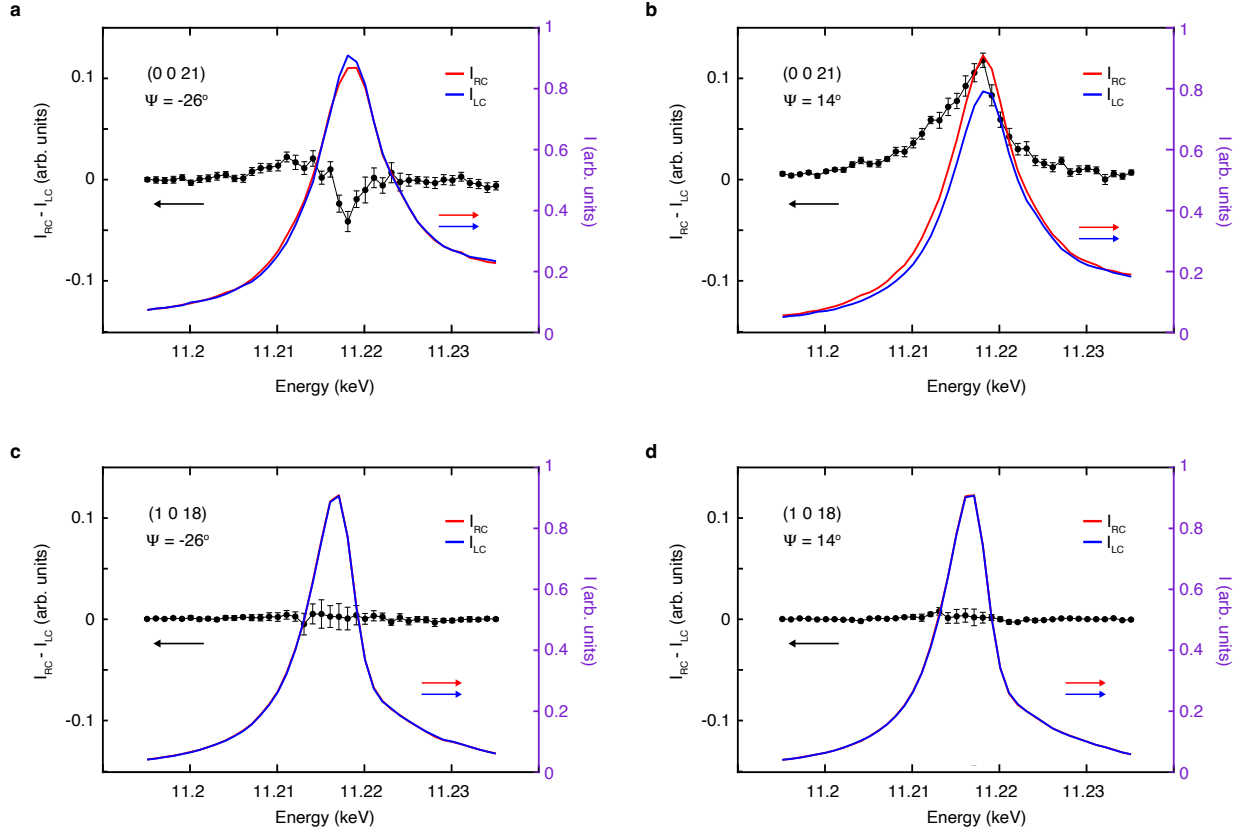 a
(0 0 21)
Ψ = -26º
I_RC
I_LC
0.1
0
-0.1
I_RC - I_LC (arb. units)
1
0.8
0.6
0.4
0.2
0
I (arb. units)
11.2 11.21 11.22 11.23
Energy (keV)
b
(0 0 21)
Ψ = 14º
I_RC
I_LC
0.1
0
-0.1
I_RC - I_LC (arb. units)
1
0.8
0.6
0.4
0.2
0
I (arb. units)
11.2 11.21 11.22 11.23
Energy (keV)
c
(1 0 18)
Ψ = -26º
I_RC
I_LC
0.1
0
-0.1
I_RC - I_LC (arb. units)
1
0.8
0.6
0.4
0.2
0
I (arb. units)
11.2 11.21 11.22 11.23
Energy (keV)
d
(1 0 18)
Ψ = 14º
I_RC
I_LC
0.1
0
-0.1
I_RC - I_LC (arb. units)
1
0.8
0.6
0.4
0.2
0
I (arb. units)
11.2 11.21 11.22 11.23
Energy (keV)